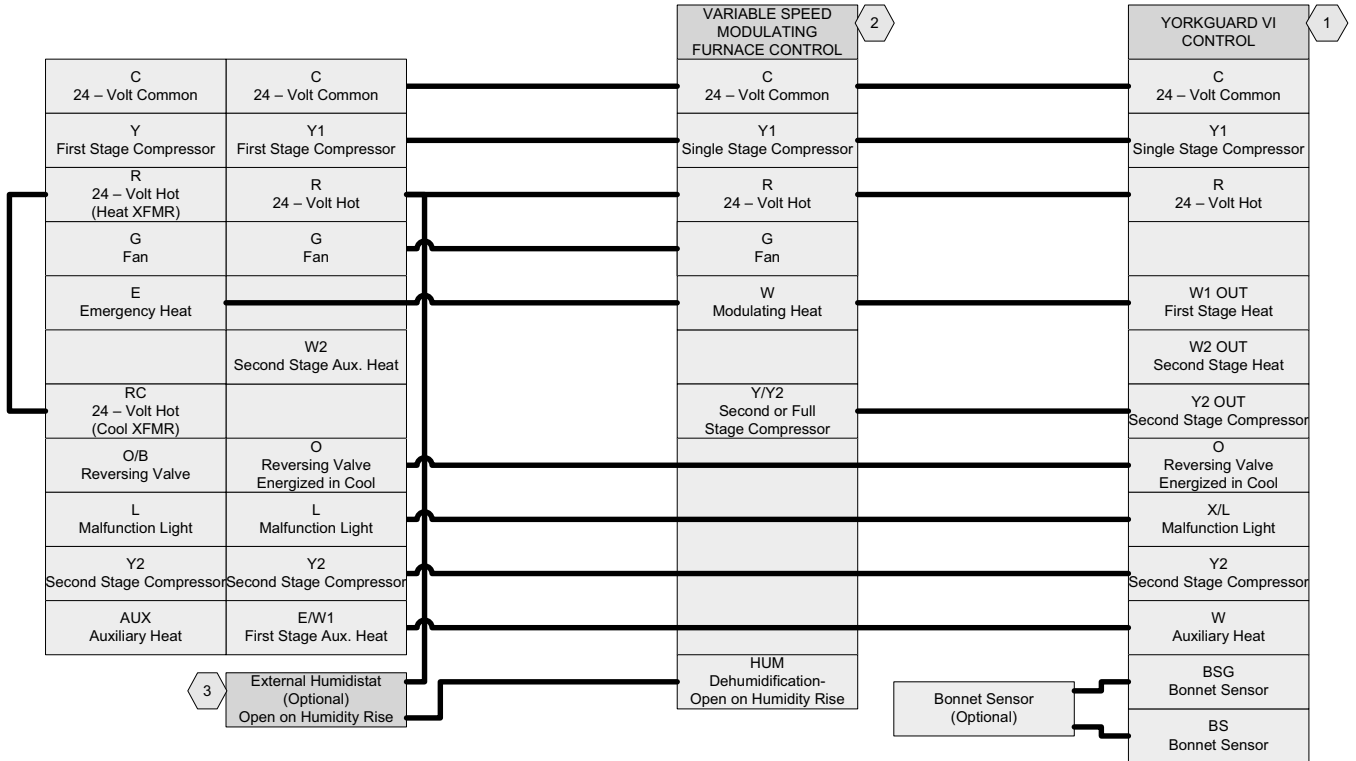 VARIABLE SPEED
MODULATING
FURNACE CONTROL
2
YORKGUARD VI
CONTROL
1
C
24 – Volt Common
C
24 – Volt Common
C
24 – Volt Common
C
24 – Volt Common
Y
First Stage Compressor
Y1
First Stage Compressor
Y1
Single Stage Compressor
Y1
Single Stage Compressor
R
24 – Volt Hot
(Heat XFMR)
R
24 – Volt Hot
R
24 – Volt Hot
R
24 – Volt Hot
G
Fan
G
Fan
G
Fan
E
Emergency Heat
W
Modulating Heat
W1 OUT
First Stage Heat
W2
Second Stage Aux. Heat
W2 OUT
Second Stage Heat
RC
24 – Volt Hot
(Cool XFMR)
Y/Y2
Second or Full
Stage Compressor
Y2 OUT
Second Stage Compressor
O/B
Reversing Valve
O
Reversing Valve
Energized in Cool
O
Reversing Valve
Energized in Cool
L
Malfunction Light
L
Malfunction Light
X/L
Malfunction Light
Y2
Second Stage Compressor
Y2
Second Stage Compressor
Y2
Second Stage Compressor
AUX
Auxiliary Heat
E/W1
First Stage Aux. Heat
W
Auxiliary Heat
3
External Humidistat
(Optional)
Open on Humidity Rise
HUM
Dehumidification-
Open on Humidity Rise
Bonnet Sensor
(Optional)
BSG
Bonnet Sensor
BS
Bonnet Sensor